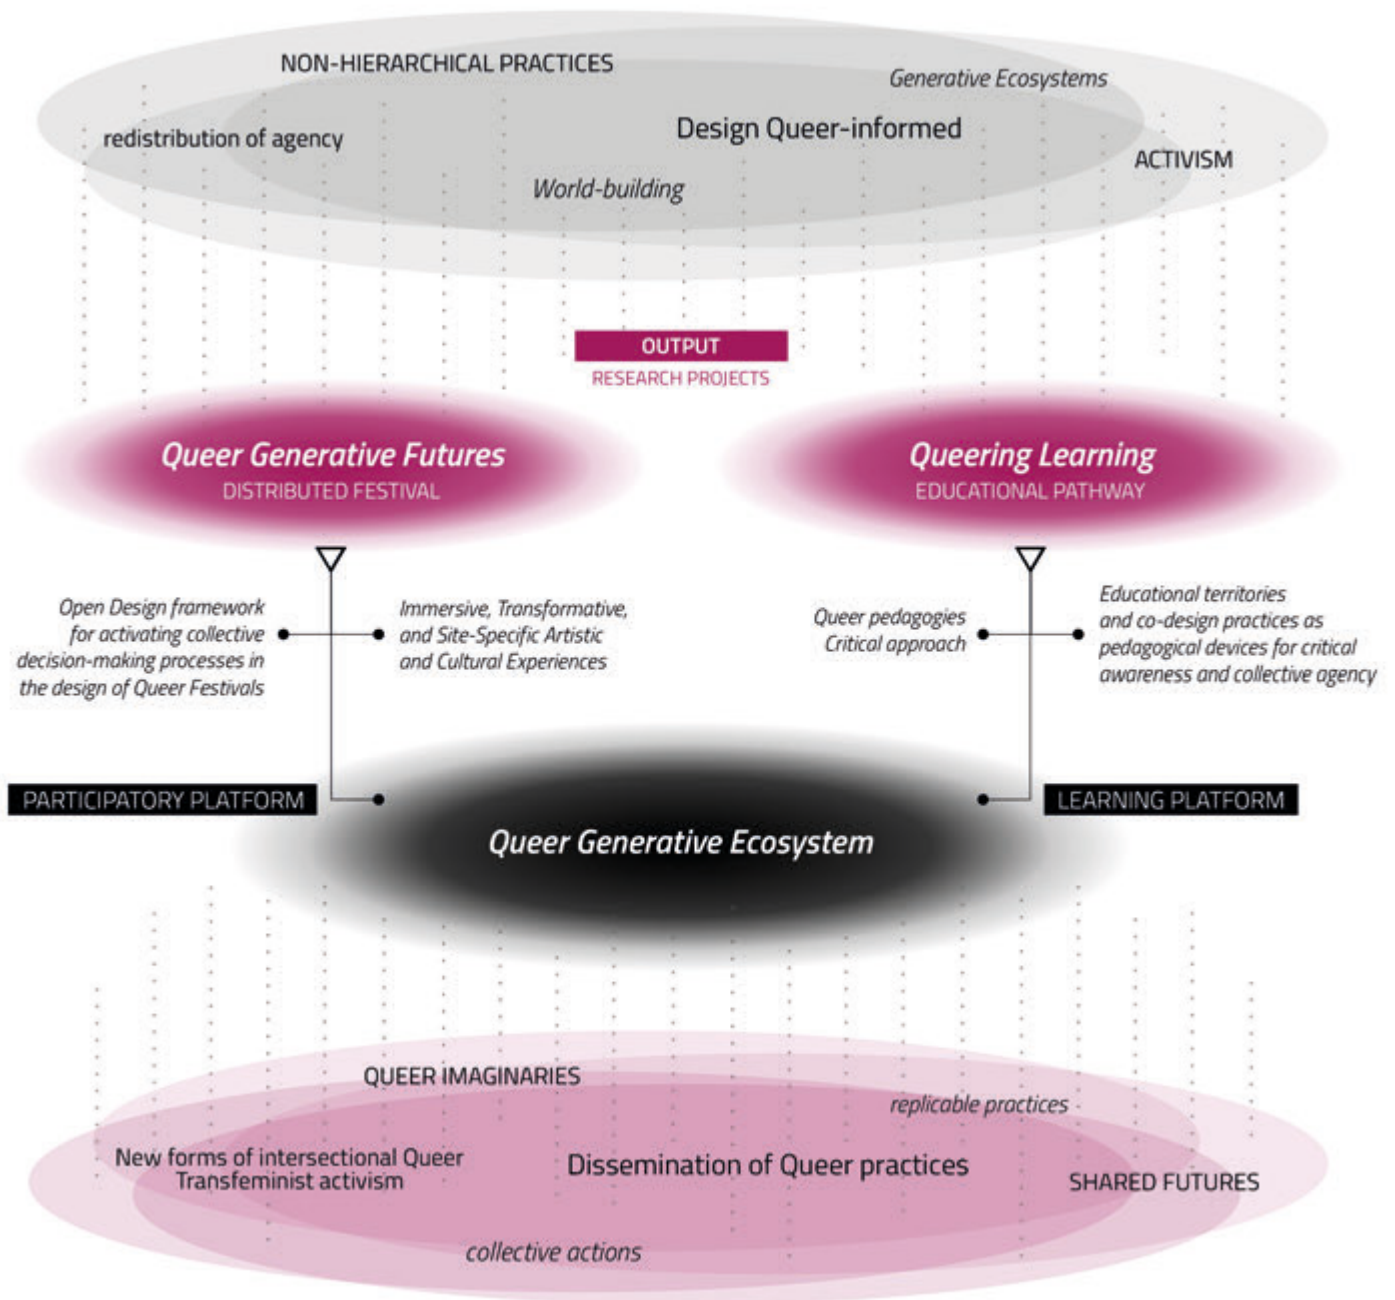 NON-HIERARCHICAL PRACTICES
Generative Ecosystems
redistribution of agency
Design Queer-informed
ACTIVISM
World-building
OUTPUT
RESEARCH PROJECTS
Queer Generative Futures
DISTRIBUTED FESTIVAL
Queering Learning
EDUCATIONAL PATHWAY
Open Design framework
for activating collective
decision-making processes in
the design of Queer Festivals
Immersive, Transformative,
and Site-Specific Artistic
and Cultural Experiences
Queer pedagogies
Critical approach
Educational territories
and co-design practices as
pedagogical devices for critical
awareness and collective agency
PARTICIPATORY PLATFORM
LEARNING PLATFORM
Queer Generative Ecosystem
QUEER IMAGINARIES
replicable practices
New forms of intersectional Queer
Transfeminist activism
Dissemination of Queer practices
SHARED FUTURES
collective actions